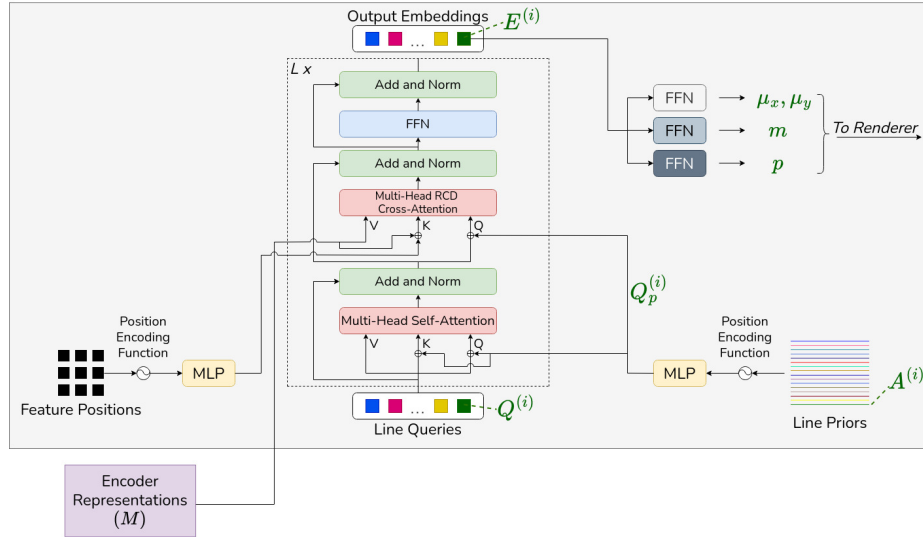 Output Embeddings
...
E^{(i)}
L x
Add and Norm
FFN
Add and Norm
Multi-Head RCD
Cross-Attention
V
K
Q
Add and Norm
Multi-Head Self-Attention
V
K
Q
...
Line Queries
Q^{(i)}
FFN
μ_x, μ_y
FFN
m
FFN
p
To Renderer
Q_p^{(i)}
Position
Encoding
Function
MLP
Feature Positions
MLP
Position
Encoding
Function
A^{(i)}
Line Priors
Encoder
Representations
(M)